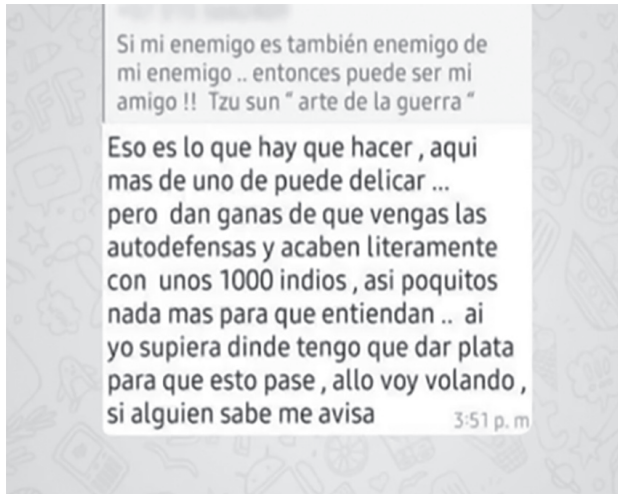 Si mi enemigo es también enemigo de
mi enemigo .. entonces puede ser mi
amigo !! Tzu sun “ arte de la guerra “
Eso es lo que hay que hacer , aqui
mas de uno de puede delicar ...
pero dan ganas de que vengas las
autodefensas y acaben literamente
con unos 1000 indios , asi poquitos
nada mas para que entiendan .. ai
yo supiera dinde tengo que dar plata
para que esto pase , allo voy volando ,
si alguien sabe me avisa
3:51 p. m